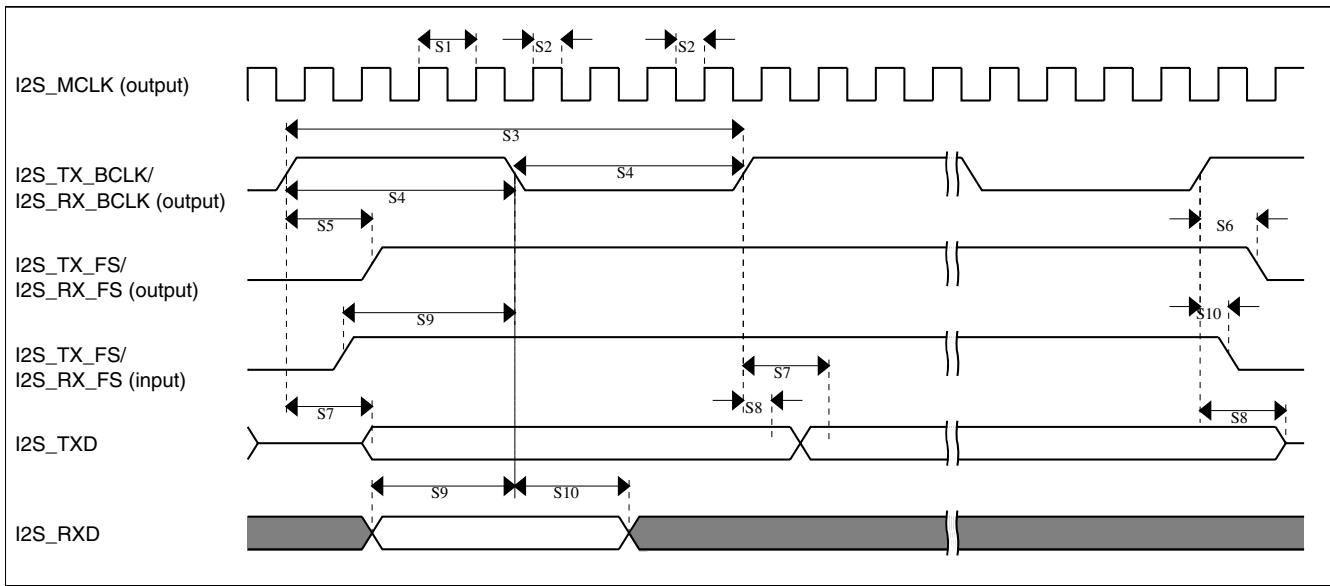 S1
S2
S2
I2S_MCLK (output)
S3
I2S_TX_BCLK/
I2S_RX_BCLK (output)
S4
S4
S5
S6
I2S_TX_FS/
I2S_RX_FS (output)
S9
S10
I2S_TX_FS/
I2S_RX_FS (input)
S7
S7
S8
S8
I2S_TXD
S9
S10
I2S_RXD